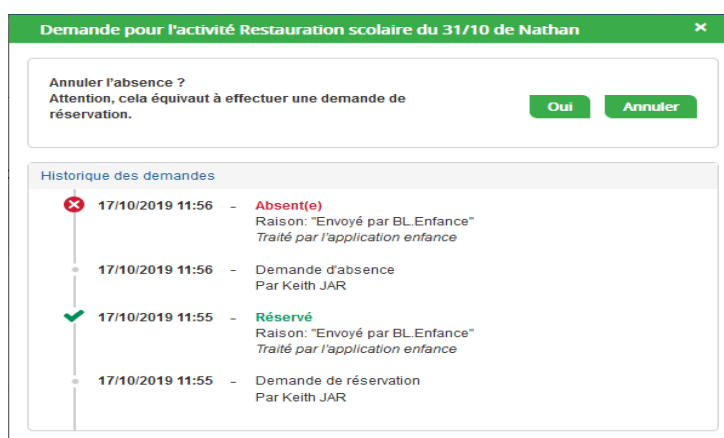 Demande pour l'activité Restauration scolaire du 31/10 de Nathan ×
Annuler l'absence ?
Attention, cela équivaut à effectuer une demande de
réservation.
Oui Annuler
Historique des demandes
17/10/2019 11:56 - Absent(e)
Raison: "Envoyé par BL.Enfance"
Traité par l'application enfance
17/10/2019 11:56 - Demande d'absence
Par Keith JAR
17/10/2019 11:55 - Réservé
Raison: "Envoyé par BL.Enfance"
Traité par l'application enfance
17/10/2019 11:55 - Demande de réservation
Par Keith JAR